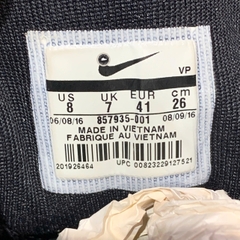 VP
US UK EUR cm
8 7 41 26
06/08/16 857935-001 08/09/16
MADE IN VIETNAM
FABRIQUE AU VIETNAM
201926464 UPC 00823229127521